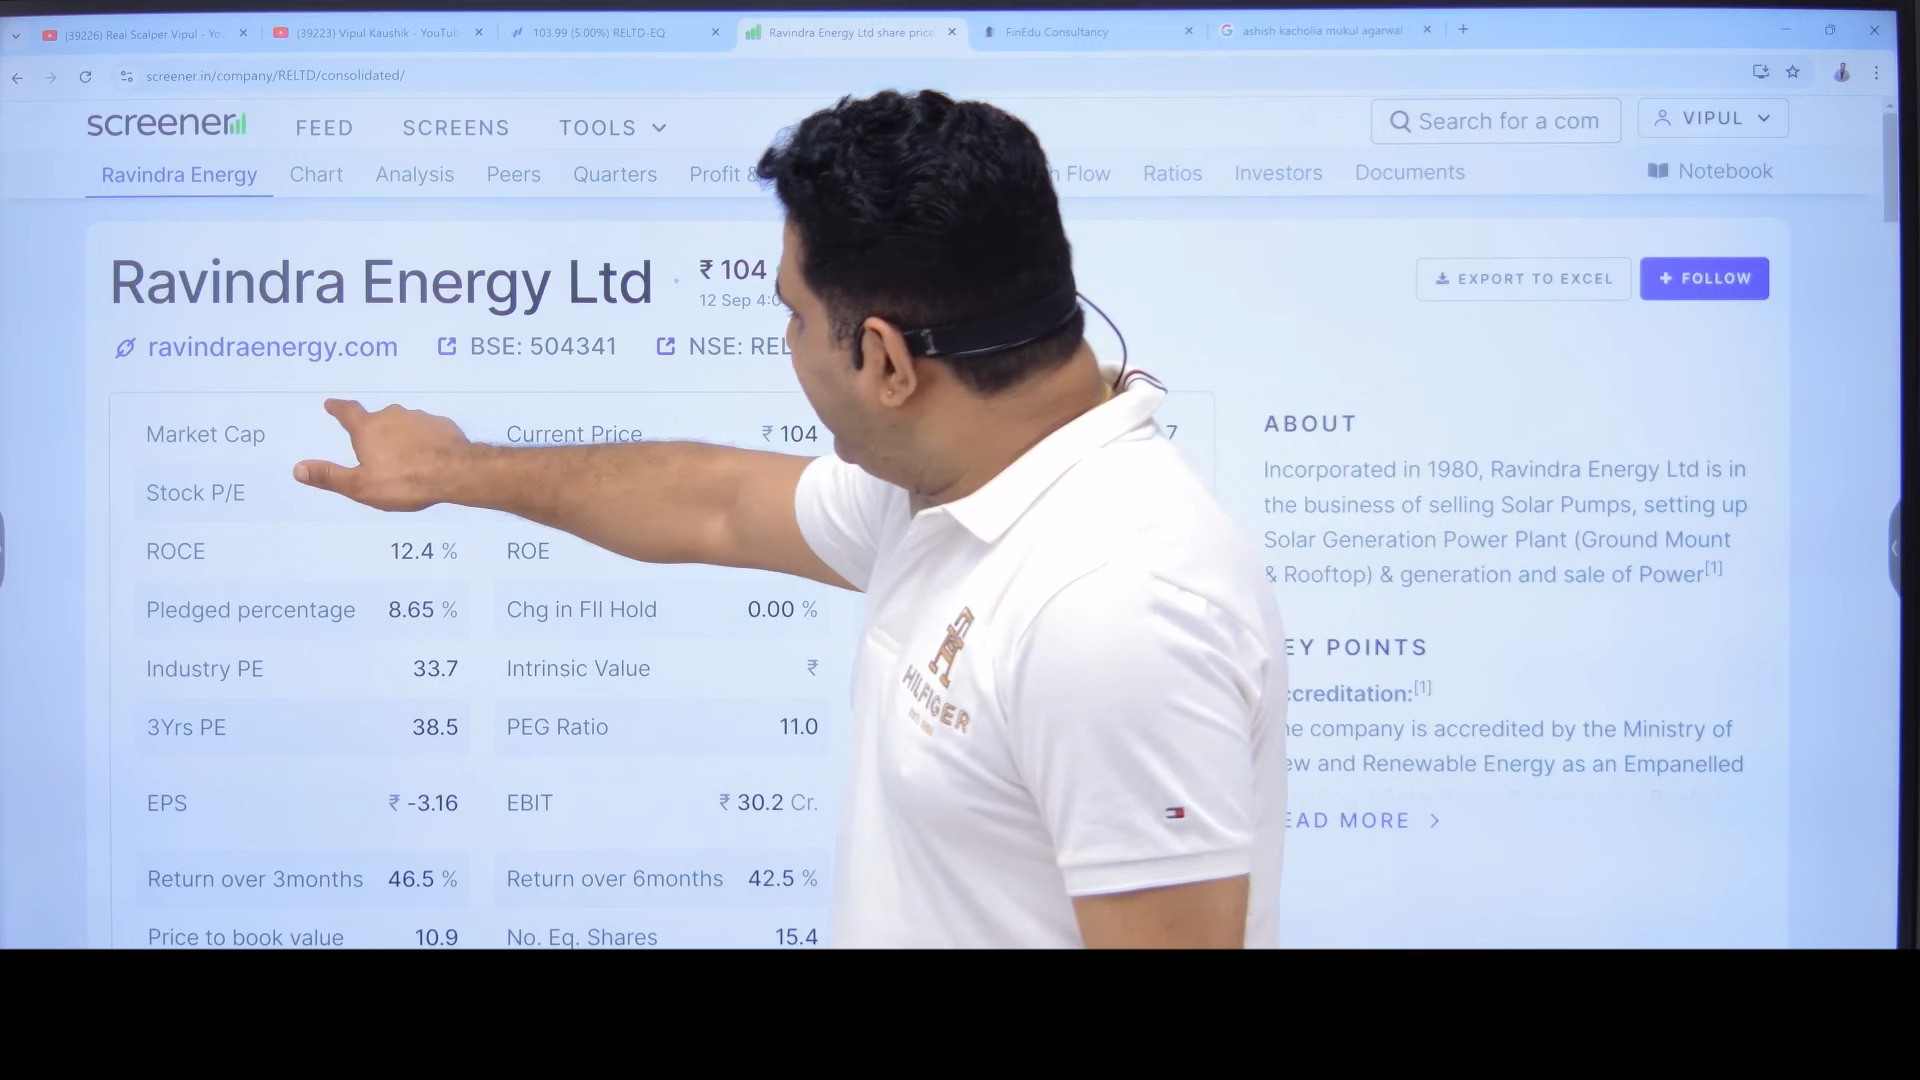 (39226) Real Scalper Vipul - Yo
(39223) Vipul Kaushik - YouTub
103.99 (5.00%) RELTD-EQ
Ravindra Energy Ltd share price
FinEdu Consultancy
ashish kacholia mukul agarwal
screener.in/company/RELTD/consolidated/
screener FEED SCREENS TOOLS
Search for a com
VIPUL
Ravindra Energy Chart Analysis Peers Quarters Profit & h Flow Ratios Investors Documents
Notebook
Ravindra Energy Ltd
₹ 104
12 Sep 4:0
EXPORT TO EXCEL
+ FOLLOW
ravindraenergy.com BSE: 504341 NSE: REL
Market Cap Current Price ₹ 104
7
Stock P/E
ROCE 12.4 % ROE
Pledged percentage 8.65 % Chg in FII Hold 0.00 %
Industry PE 33.7 Intrinsic Value ₹
3Yrs PE 38.5 PEG Ratio 11.0
EPS ₹ -3.16 EBIT ₹ 30.2 Cr.
Return over 3months 46.5 % Return over 6months 42.5 %
Price to book value 10.9 No. Eq. Shares 15.4
ABOUT
Incorporated in 1980, Ravindra Energy Ltd is in
the business of selling Solar Pumps, setting up
Solar Generation Power Plant (Ground Mount
& Rooftop) & generation and sale of Power[1]
EY POINTS
ccreditation:[1]
e company is accredited by the Ministry of
ew and Renewable Energy as an Empanelled
EAD MORE
HILFIGER